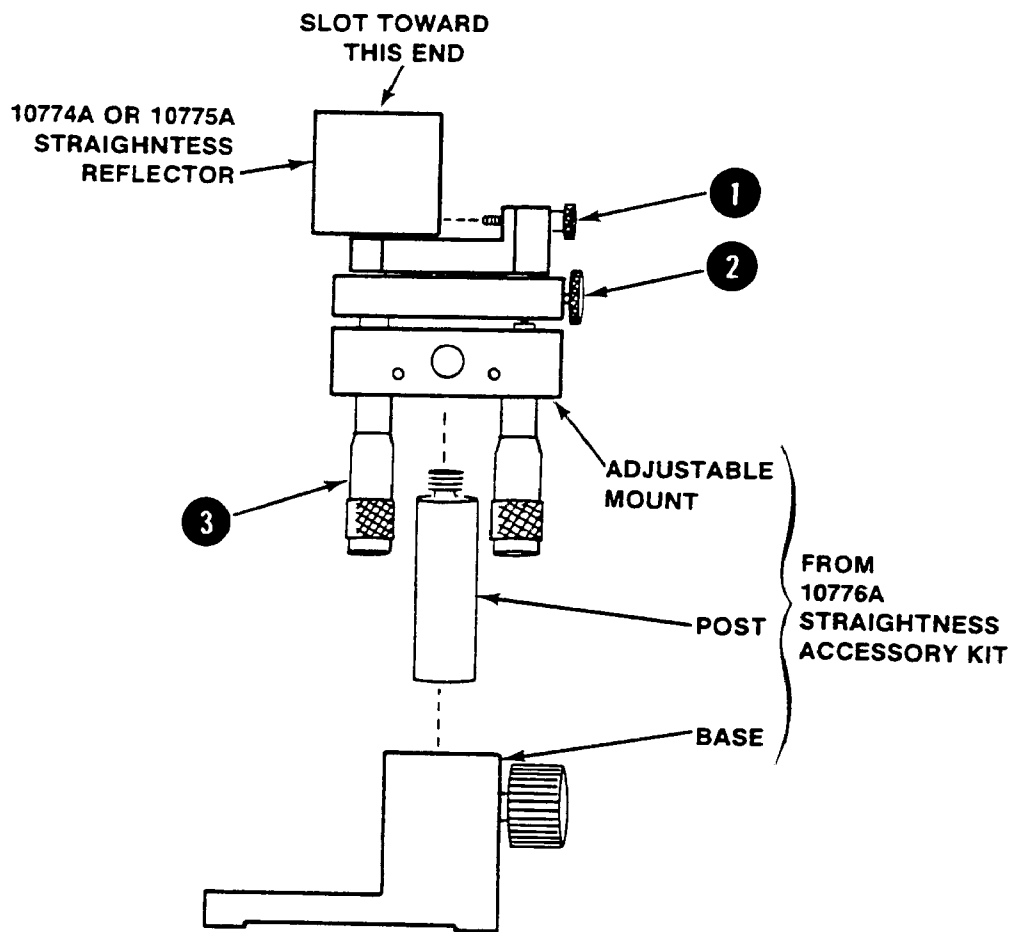 SLOT TOWARD
THIS END
10774A OR 10775A
STRAIGHNTESS
REFLECTOR
1
2
3
ADJUSTABLE
MOUNT
POST
BASE
FROM
10776A
STRAIGHTNESS
ACCESSORY KIT